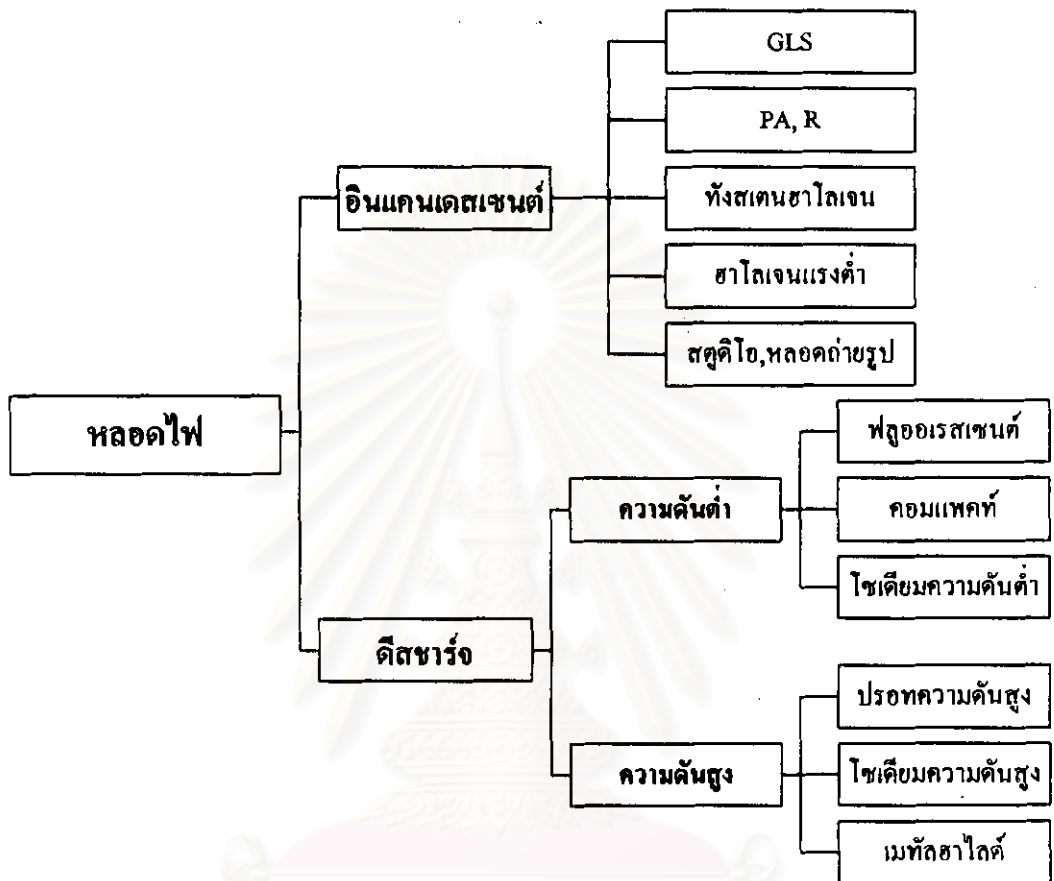 GLS
PA, R
อินแคนเดสเซนต์
ทังสเตนฮาโลเจน
ฮาโลเจนแรงต่ำ
สตูดิโอ,หลอดถ่ายรูป
หลอดไฟ
ฟลูออเรสเซนต์
ความดันต่ำ
คอมแพคท์
โซเดียมความดันต่ำ
ดีสชาร์จ
ปรอทความดันสูง
ความดันสูง
โซเดียมความดันสูง
เมทัลฮาไลด์